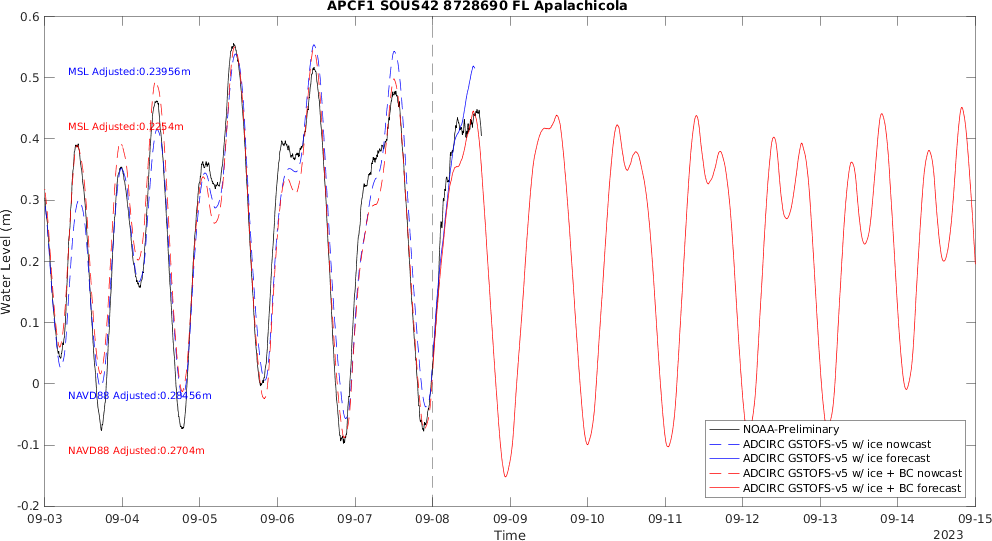 APCF1 SOUS42 8728690 FL Apalachicola
0.6
0.5
0.4
0.3
0.2
0.1
0
-0.1
-0.2
Water Level (m)
MSL Adjusted:0.23956m
MSL Adjusted:0.2254m
NAVD88 Adjusted:0.28456m
NAVD88 Adjusted:0.2704m
NOAA-Preliminary
ADCIRC GSTOFS-v5 w/ ice nowcast
ADCIRC GSTOFS-v5 w/ ice forecast
ADCIRC GSTOFS-v5 w/ ice + BC nowcast
ADCIRC GSTOFS-v5 w/ ice + BC forecast
09-03 09-04 09-05 09-06 09-07 09-08 09-09 09-10 09-11 09-12 09-13 09-14 09-15
Time
2023